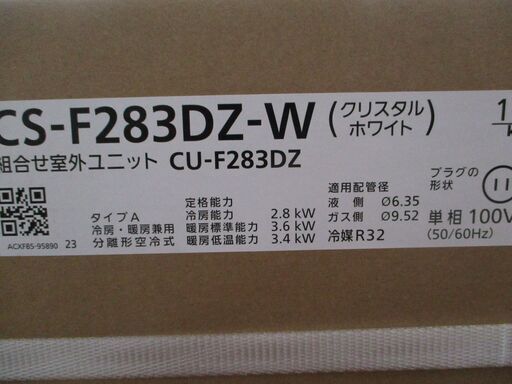 CS-F283DZ-W (クリスタルホワイト)
組合せ室外ユニット CU-F283DZ
タイプA
冷房・暖房兼用
分離形空冷式
定格能力
冷房能力 2.8 kW
暖房標準能力 3.6 kW
暖房低温能力 3.4 kW
適用配管径
液 側 Ø6.35
ガス側 Ø9.52
冷媒R32
プラグの形状
単相100V
(50/60Hz)
ACXF85-95890 23